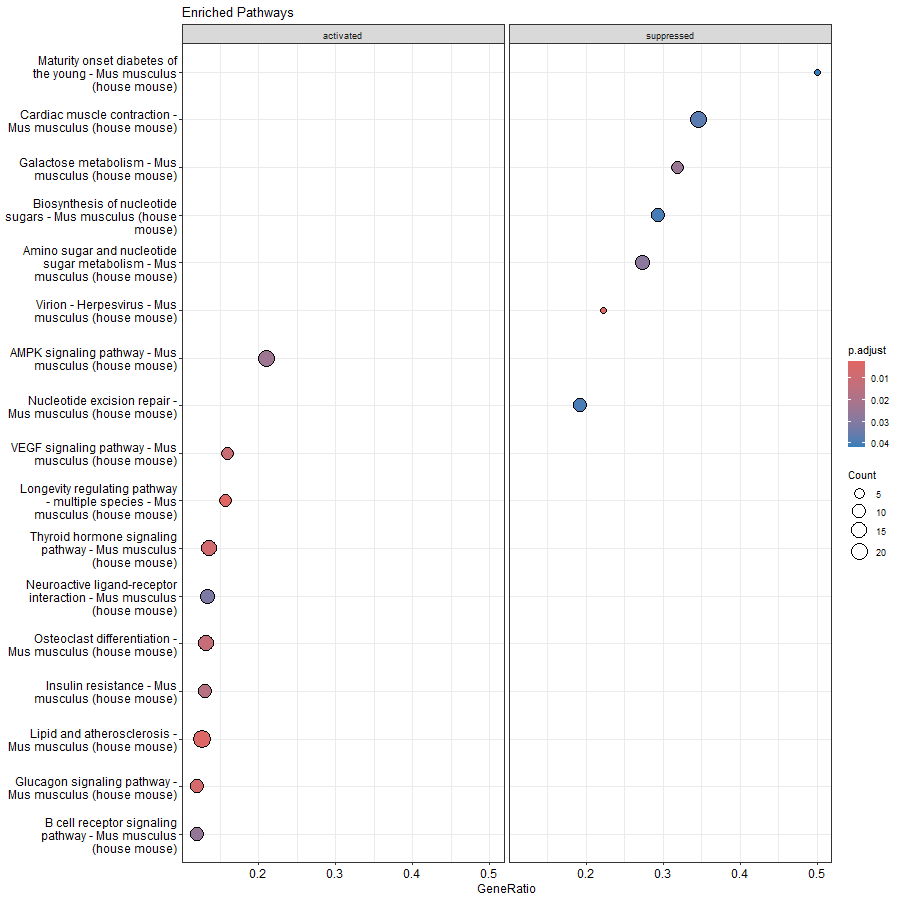 Enriched Pathways
activated
suppressed
Maturity onset diabetes of
the young - Mus musculus
(house mouse)
Cardiac muscle contraction -
Mus musculus (house mouse)
Galactose metabolism - Mus
musculus (house mouse)
Biosynthesis of nucleotide
sugars - Mus musculus (house
mouse)
Amino sugar and nucleotide
sugar metabolism - Mus
musculus (house mouse)
Virion - Herpesvirus - Mus
musculus (house mouse)
AMPK signaling pathway - Mus
musculus (house mouse)
Nucleotide excision repair -
Mus musculus (house mouse)
VEGF signaling pathway - Mus
musculus (house mouse)
Longevity regulating pathway
- multiple species - Mus
musculus (house mouse)
Thyroid hormone signaling
pathway - Mus musculus
(house mouse)
Neuroactive ligand-receptor
interaction - Mus musculus
(house mouse)
Osteoclast differentiation -
Mus musculus (house mouse)
Insulin resistance - Mus
musculus (house mouse)
Lipid and atherosclerosis -
Mus musculus (house mouse)
Glucagon signaling pathway -
Mus musculus (house mouse)
B cell receptor signaling
pathway - Mus musculus
(house mouse)
0.2 0.3 0.4 0.5
0.2 0.3 0.4 0.5
GeneRatio
p.adjust
0.01
0.02
0.03
0.04
Count
5
10
15
20